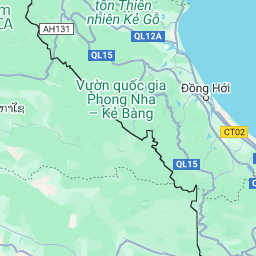 tồn Thiên
nhiên Kẻ Gỗ
AH131
QL12A
CA
QL15
Vườn quốc gia
Phong Nha
– Kẻ Bàng
Đồng Hới
CT02
QL15